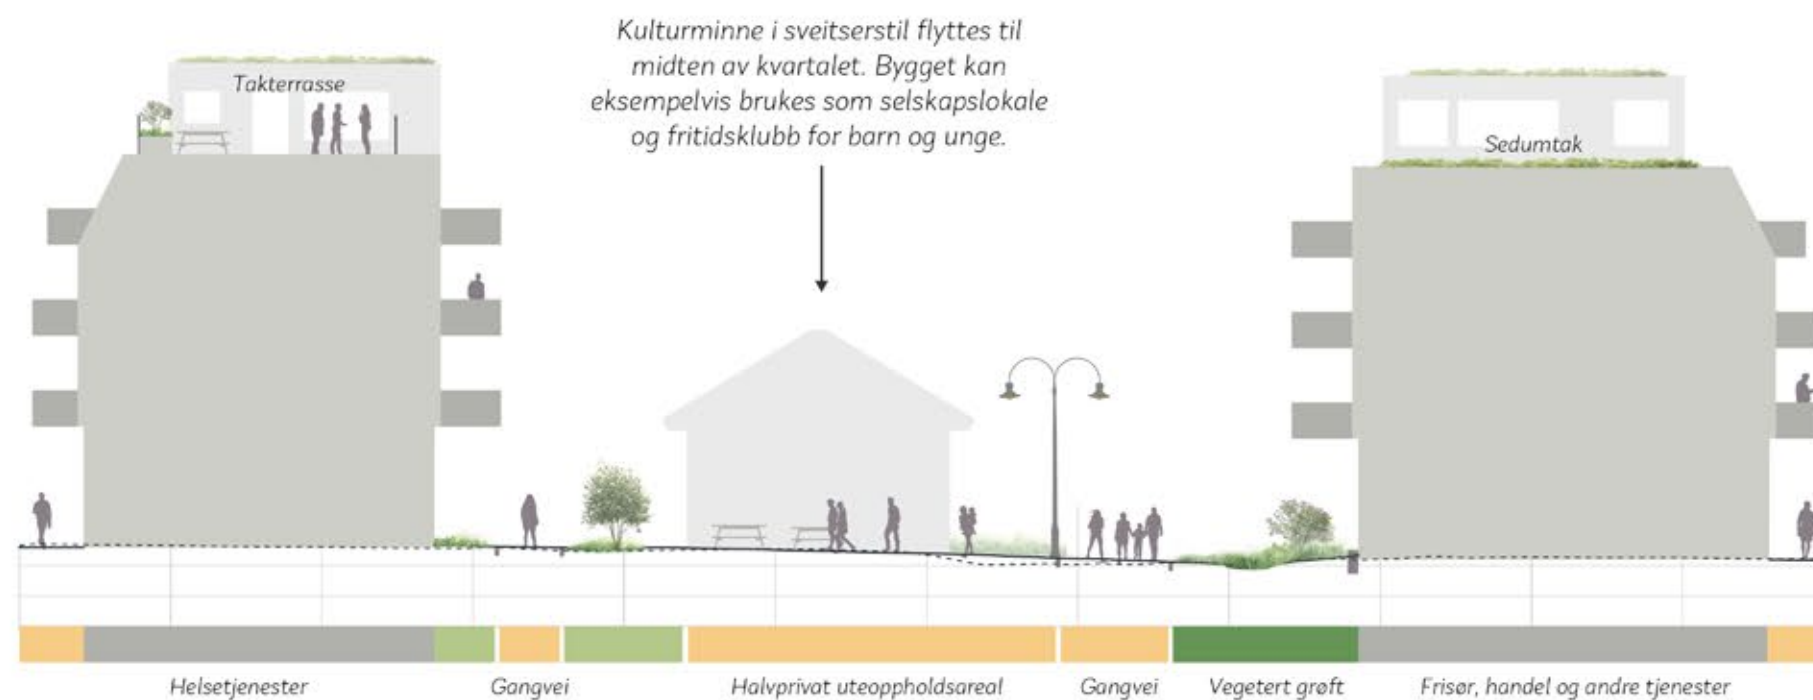 Kulturminne i sveitserstil flyttes til
midten av kvartalet. Bygget kan
eksempelvis brukes som selskapslokale
og fritidsklubb for barn og unge.
Takterrasse
Sedumtak
Helsetjenester
Gangvei
Halvprivat uteoppholdsareal
Gangvei
Vegetert grøft
Frisør, handel og andre tjenester